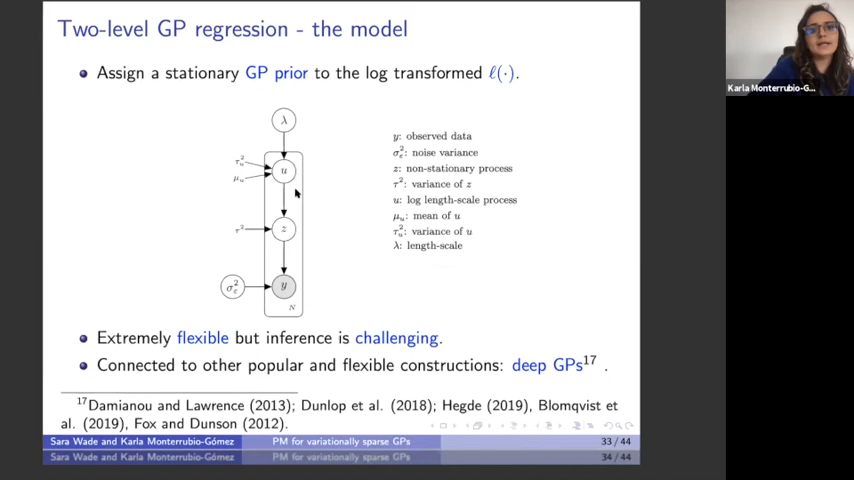 Two-level GP regression - the model
Assign a stationary GP prior to the log transformed ℓ(·).
λ
τ²ᵤ
μᵤ
u
τ²
z
σ²_ε
y
N
y: observed data
σ²_ε: noise variance
z: non-stationary process
τ²: variance of z
u: log length-scale process
μᵤ: mean of u
τ²ᵤ: variance of u
λ: length-scale
Extremely flexible but inference is challenging.
Connected to other popular and flexible constructions: deep GPs¹⁷ .
¹⁷Damianou and Lawrence (2013); Dunlop et al. (2018); Hegde (2019), Blomqvist et
al. (2019), Fox and Dunson (2012).
Sara Wade and Karla Monterrubio-Gómez PM for variationally sparse GPs 33 / 44
Sara Wade and Karla Monterrubio-Gómez PM for variationally sparse GPs 34 / 44
Karla Monterrubio-G...